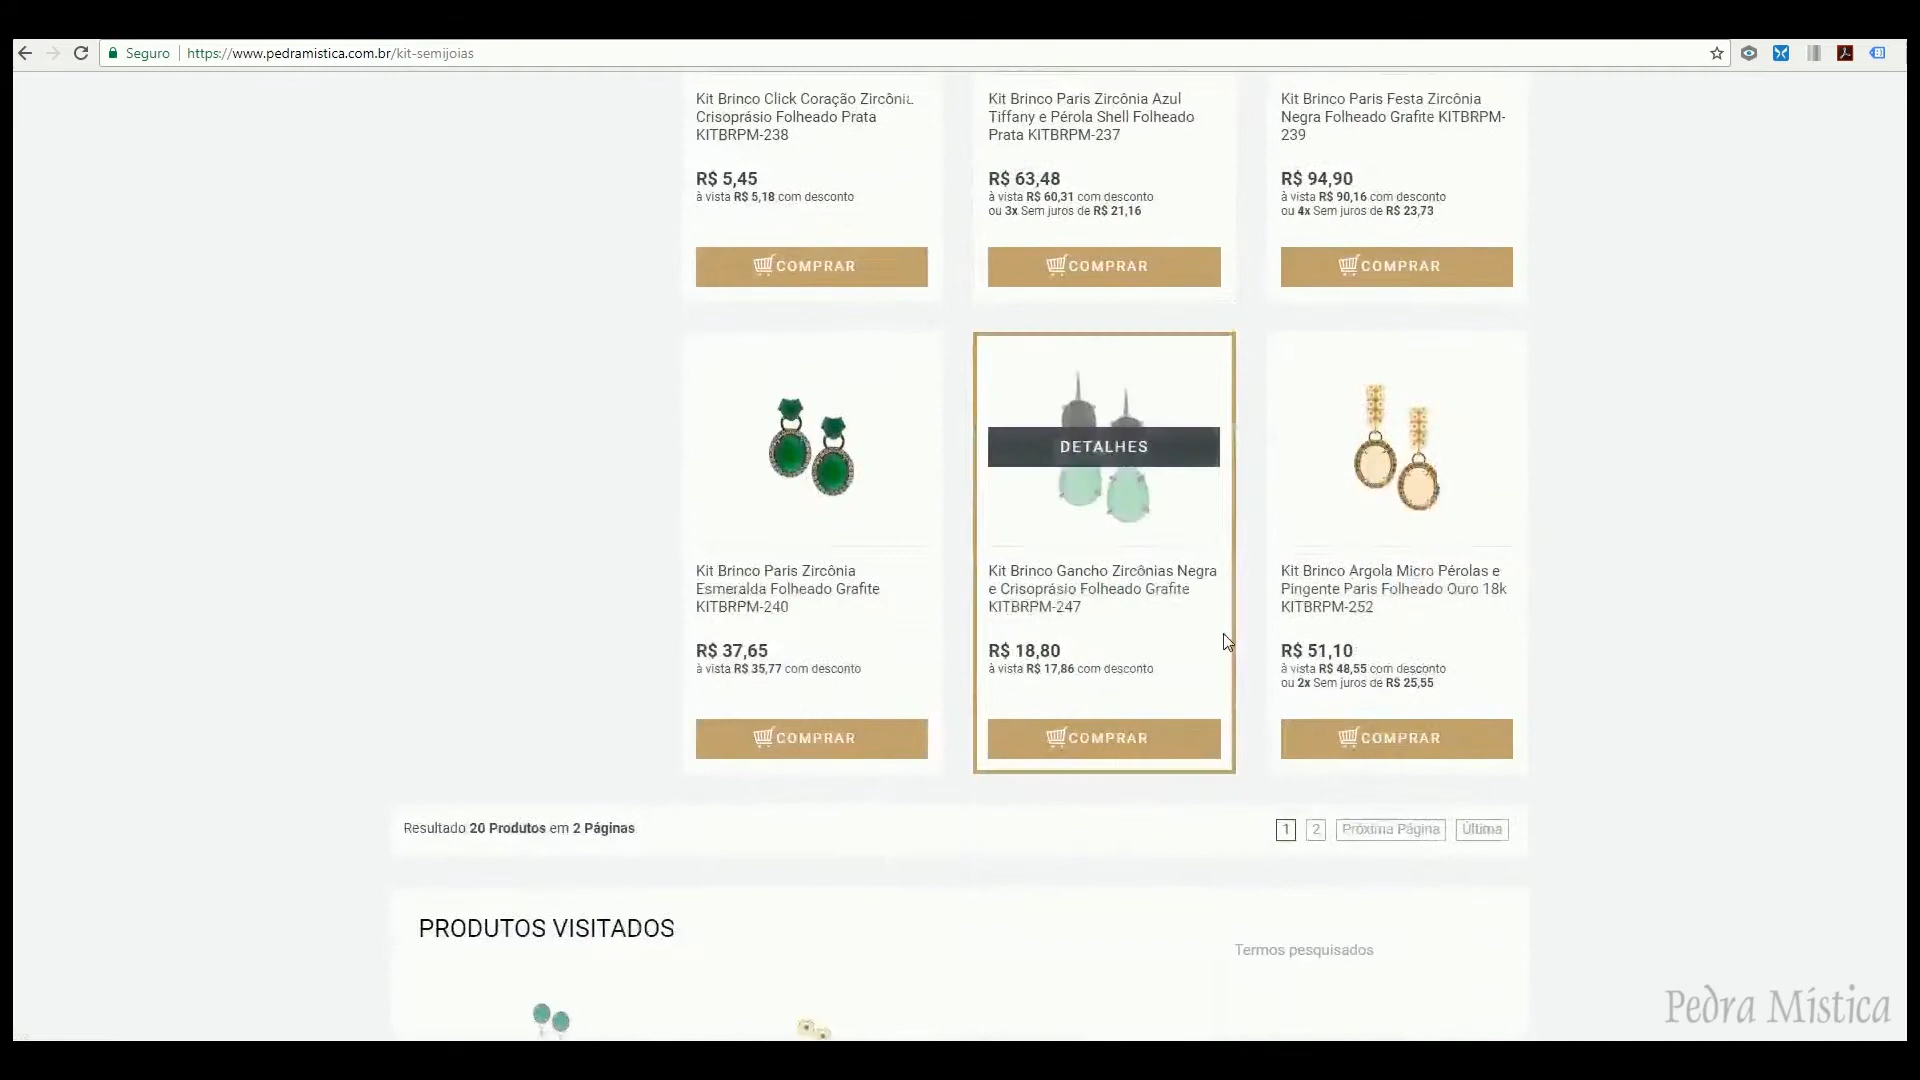 Seguro
https://www.pedramistica.com.br/kit-semijoias
Kit Brinco Click Coração Zircônia
Crisoprásio Folheado Prata
KITBRPM-238
R$ 5,45
à vista R$ 5,18 com desconto
COMPRAR
Kit Brinco Paris Zircônia Azul
Tiffany e Pérola Shell Folheado
Prata KITBRPM-237
R$ 63,48
à vista R$ 60,31 com desconto
ou 3x Sem juros de R$ 21,16
COMPRAR
Kit Brinco Paris Festa Zircônia
Negra Folheado Grafite KITBRPM-
239
R$ 94,90
à vista R$ 90,16 com desconto
ou 4x Sem juros de R$ 23,73
COMPRAR
Kit Brinco Paris Zircônia
Esmeralda Folheado Grafite
KITBRPM-240
R$ 37,65
à vista R$ 35,77 com desconto
COMPRAR
DETALHES
Kit Brinco Gancho Zircônias Negra
e Crisoprásio Folheado Grafite
KITBRPM-247
R$ 18,80
à vista R$ 17,86 com desconto
COMPRAR
Kit Brinco Argola Micro Pérolas e
Pingente Paris Folheado Ouro 18k
KITBRPM-252
R$ 51,10
à vista R$ 48,55 com desconto
ou 2x Sem juros de R$ 25,55
COMPRAR
Resultado 20 Produtos em 2 Páginas
1 2 Próxima Página Última
PRODUTOS VISITADOS
Termos pesquisados
Pedra Mística